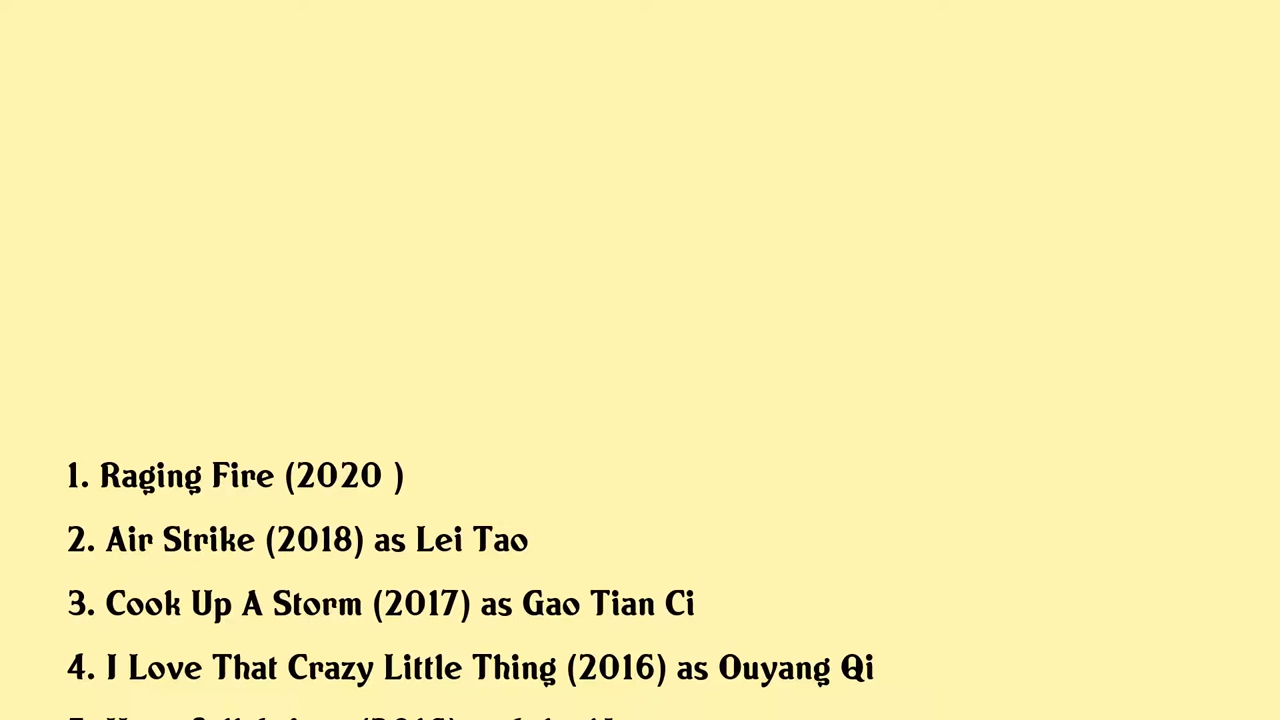 1. Raging Fire (2020 )
2. Air Strike (2018) as Lei Tao
3. Cook Up A Storm (2017) as Gao Tian Ci
4. I Love That Crazy Little Thing (2016) as Ouyang Qi